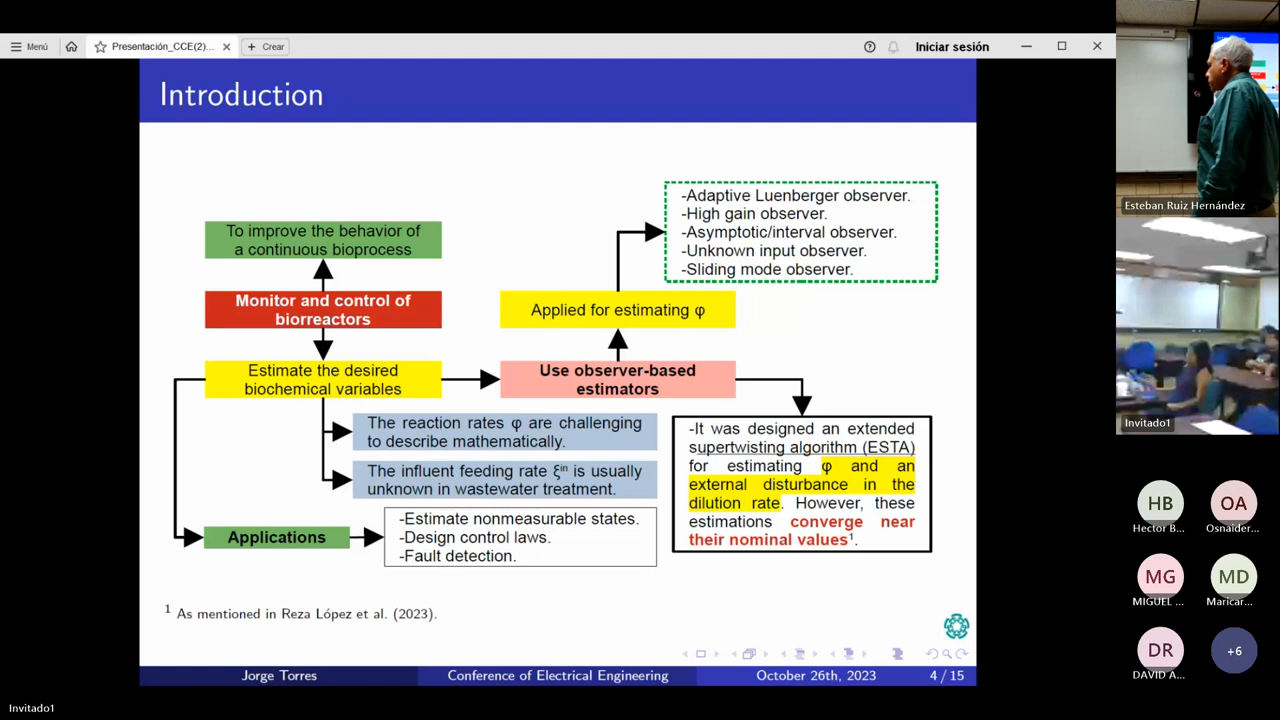 Menú
Presentación_CCE(2)...
Crear
Iniciar sesión
Introduction
-Adaptive Luenberger observer.
-High gain observer.
-Asymptotic/interval observer.
-Unknown input observer.
-Sliding mode observer.
To improve the behavior of
a continuous bioprocess
Monitor and control of
biorreactors
Applied for estimating φ
Estimate the desired
biochemical variables
Use observer-based
estimators
The reaction rates φ are challenging
to describe mathematically.
The influent feeding rate ξⁱⁿ is usually
unknown in wastewater treatment.
-It was designed an extended
supertwisting algorithm (ESTA)
for estimating φ and an
external disturbance in the
dilution rate. However, these
estimations converge near
their nominal values¹.
Applications
-Estimate nonmeasurable states.
-Design control laws.
-Fault detection.
¹ As mentioned in Reza López et al. (2023).
Jorge Torres
Conference of Electrical Engineering
October 26th, 2023
4 / 15
Esteban Ruiz Hernández
Invitado1
HB
Hector B...
OA
Osnaider...
MG
MIGUEL ...
MD
Maricar...
DR
DAVID A...
+6
Invitado1